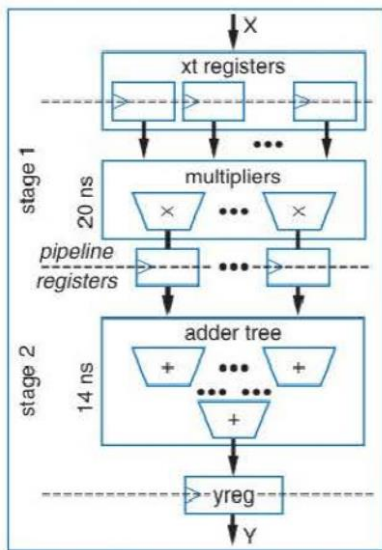 X
xt registers
stage 1
20 ns
multipliers
× ××
pipeline
registers
stage 2
14 ns
adder tree
+ +
+
yreg
Y